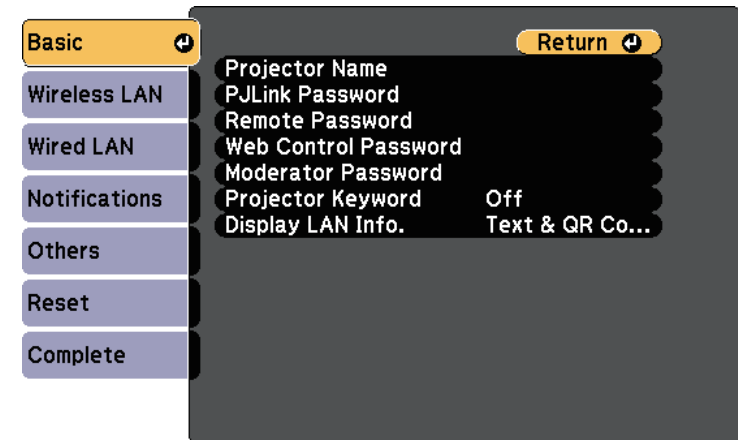 Basic
Wireless LAN
Wired LAN
Notifications
Others
Reset
Complete
Return
Projector Name
PJLink Password
Remote Password
Web Control Password
Moderator Password
Projector Keyword Off
Display LAN Info. Text & QR Co...